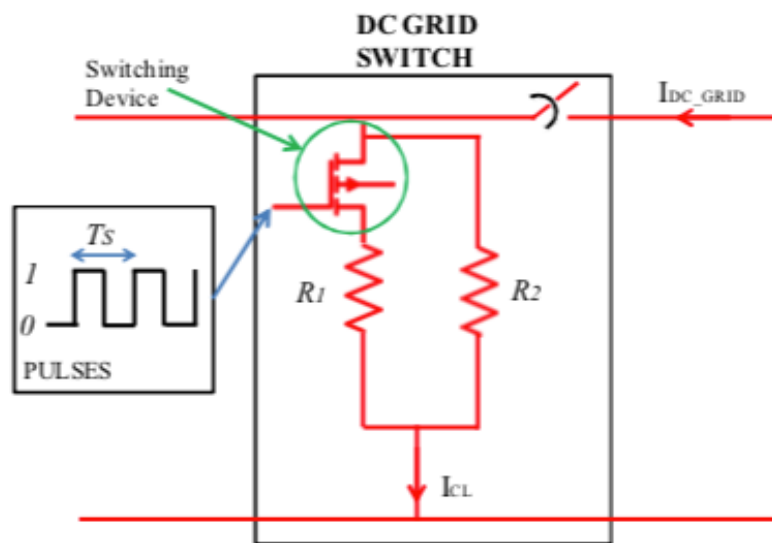 DC GRID
SWITCH
Switching
Device
IDC_GRID
Ts
1
0
PULSES
R1
R2
ICL